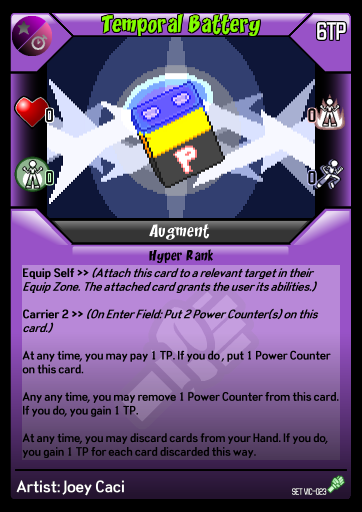 Temporal Battery
6TP
0
0
0
0
P
Augment
Hyper Rank
Equip Self >> (Attach this card to a relevant target in their
Equip Zone. The attached card grants the user its abilities.)
Carrier 2 >> (On Enter Field: Put 2 Power Counter(s) on this
card.)
At any time, you may pay 1 TP. If you do , put 1 Power Counter
on this card.
Any any time, you may remove 1 Power Counter from this card.
If you do, you gain 1 TP.
At any time, you may discard cards from your Hand. If you do,
you gain 1 TP for each card discarded this way.
Artist: Joey Caci
SET VIC-023